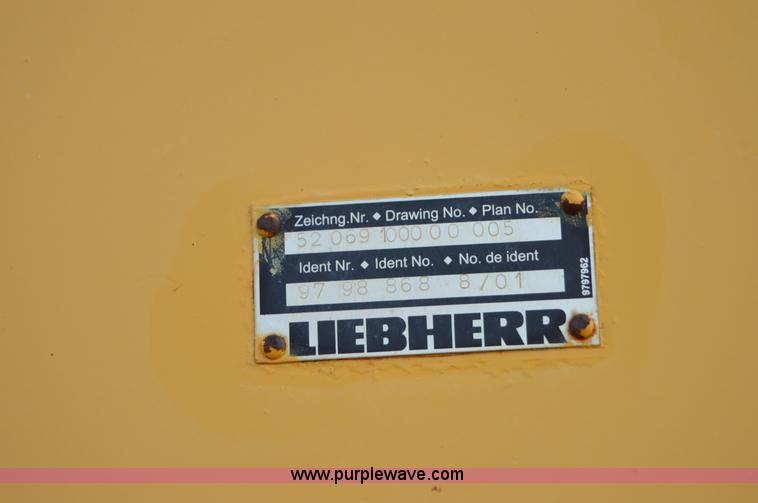 Zeichng.Nr. ◆ Drawing No. ◆ Plan No.
52 069 1000 00 005
Ident Nr. ◆ Ident No. ◆ No. de ident
97 98 868 8/01
9797962
LIEBHERR
www.purplewave.com